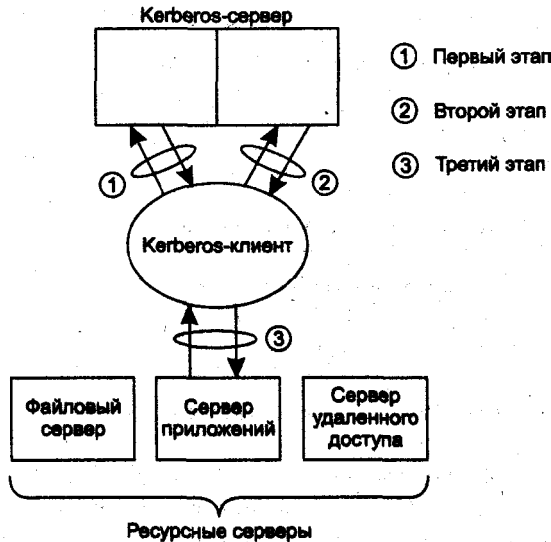 Kerberos-сервер
① Первый этап
② Второй этап
③ Третий этап
①
②
Kerberos-клиент
③
Файловый
сервер
Сервер
приложений
Сервер
удаленного
доступа
Ресурсные серверы